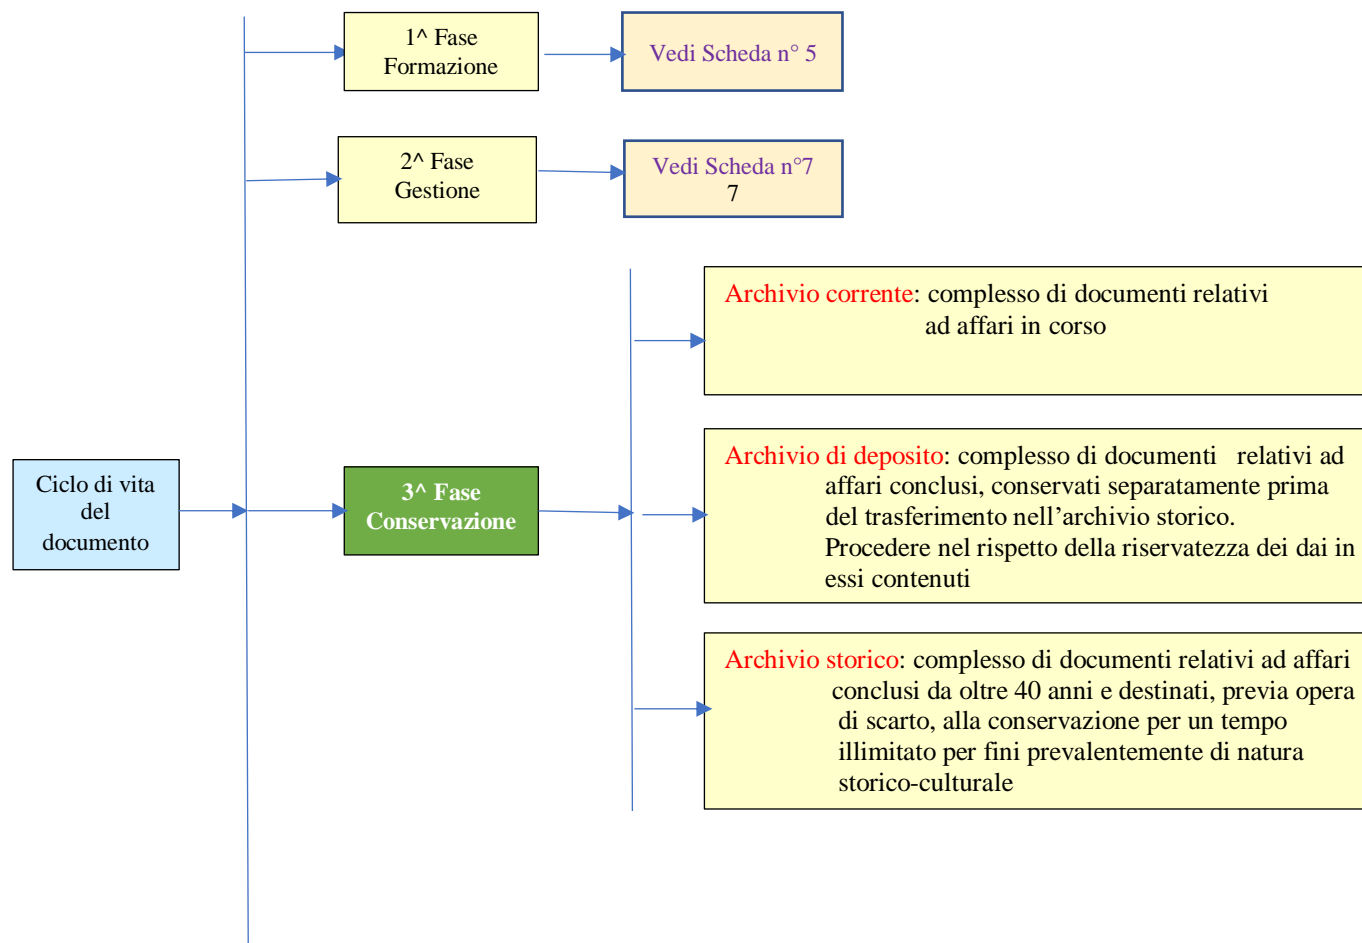 1^ Fase
Formazione
Vedi Scheda n° 5
2^ Fase
Gestione
Vedi Scheda n°7
7
Ciclo di vita
del
documento
3^ Fase
Conservazione
Archivio corrente: complesso di documenti relativi
ad affari in corso
Archivio di deposito: complesso di documenti relativi ad
affari conclusi, conservati separatamente prima
del trasferimento nell’archivio storico.
Procedere nel rispetto della riservatezza dei dai in
essi contenuti
Archivio storico: complesso di documenti relativi ad affari
conclusi da oltre 40 anni e destinati, previa opera
di scarto, alla conservazione per un tempo
illimitato per fini prevalentemente di natura
storico-culturale